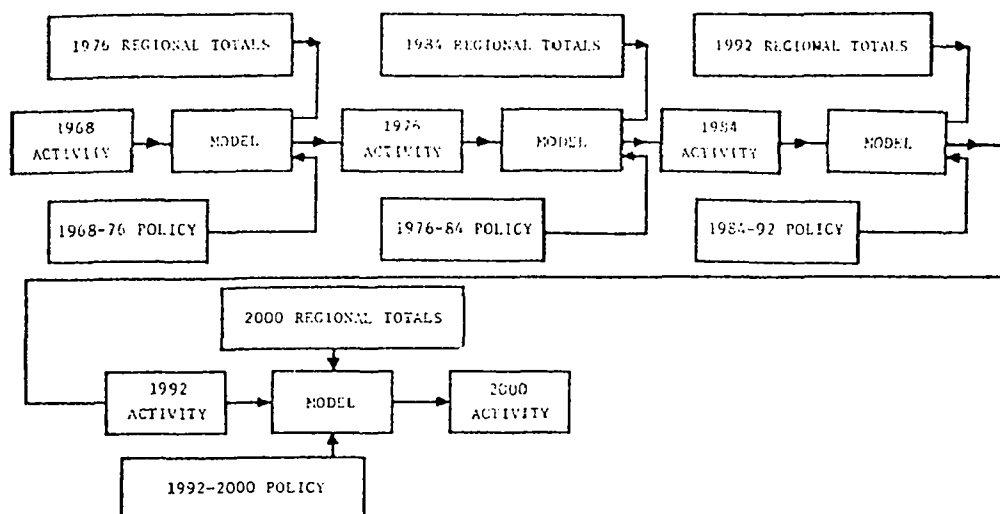 1976 REGIONAL TOTALS
1984 REGIONAL TOTALS
1992 REGIONAL TOTALS
1968
ACTIVITY
MODEL
1976
ACTIVITY
MODEL
1984
ACTIVITY
MODEL
1968-76 POLICY
1976-84 POLICY
1984-92 POLICY
2000 REGIONAL TOTALS
1992
ACTIVITY
MODEL
2000
ACTIVITY
1992-2000 POLICY